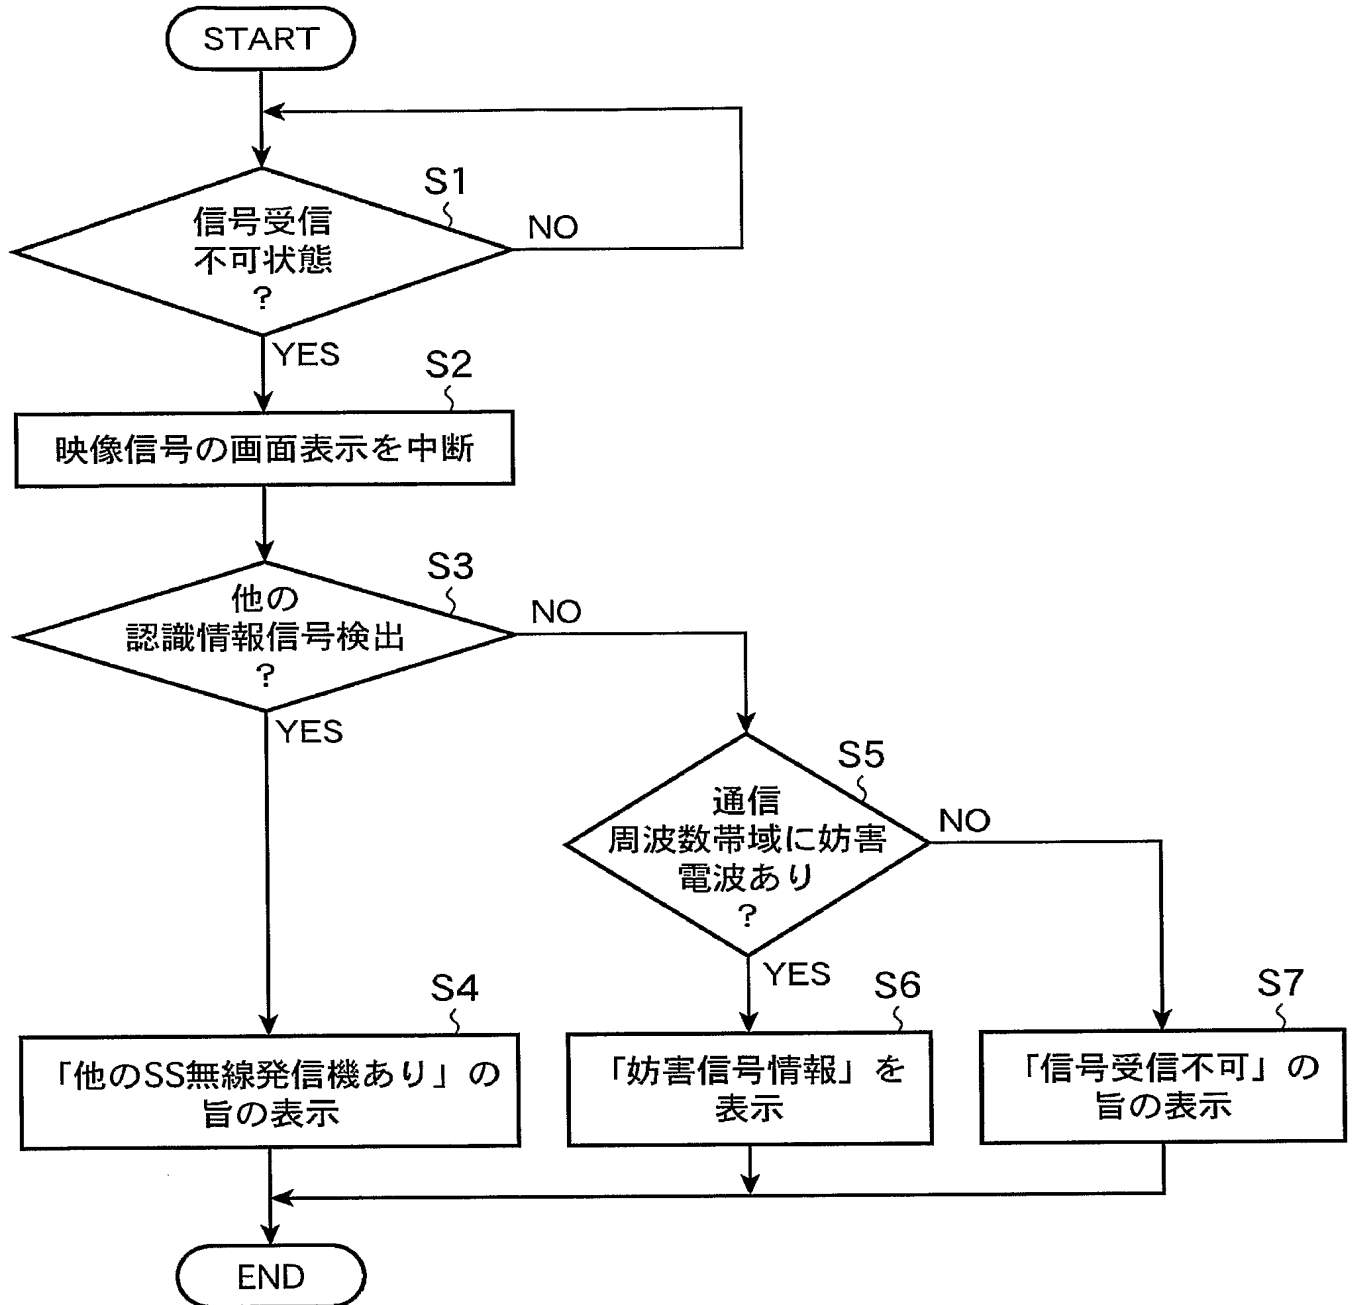 START
S1
信号受信
不可状態
?
NO
YES
S2
映像信号の画面表示を中断
S3
他の
認識情報信号検出
?
NO
YES
S5
通信
周波数帯域に妨害
電波あり
?
NO
YES
S4
「他のSS無線発信機あり」の
旨の表示
S6
「妨害信号情報」を
表示
S7
「信号受信不可」の
旨の表示
END